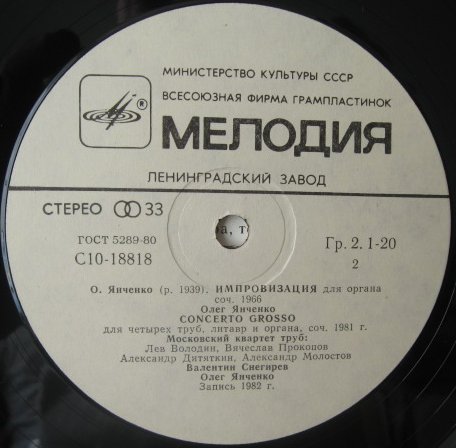 МИНИСТЕРСТВО КУЛЬТУРЫ СССР
ВСЕСОЮЗНАЯ ФИРМА ГРАМПЛАСТИНОК
®
МЕЛОДИЯ
ЛЕНИНГРАДСКИЙ ЗАВОД
СТЕРЕО 33
а, т
ГОСТ 5289-80
Гр. 2. 1-20
С10-18818
2
О. Янченко (р. 1939). ИМПРОВИЗАЦИЯ для органа
соч. 1966
Олег Янченко
CONCERTO GROSSO
для четырех труб, литавр и органа, соч. 1981 г.
Московский квартет труб:
Лев Володин, Вячеслав Прокопов
Александр Дитяткин, Александр Молостов
Валентин Снегирев
Олег Янченко
Запись 1982 г.